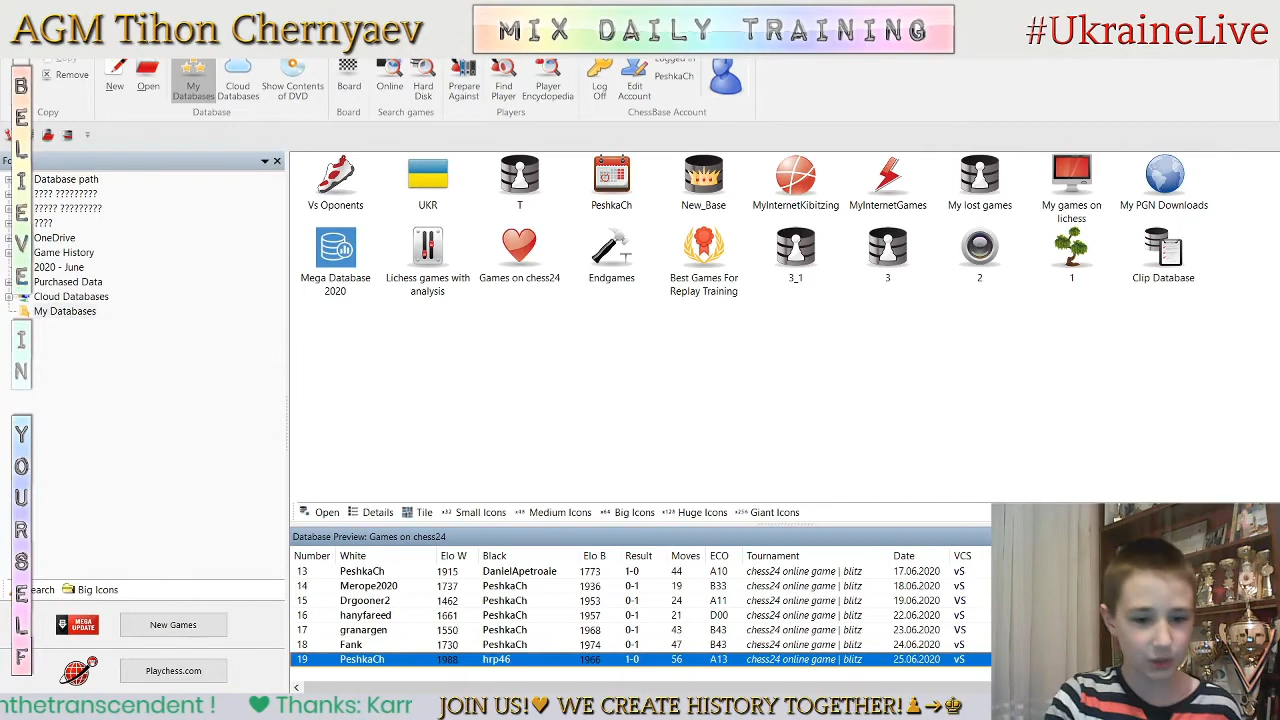 AGM Tihon Chernyaev
MIX DAILY TRAINING
#UkraineLive
BELIEVE IN YOURSELF
Remove
Copy
New
Open
My Databases
Cloud Databases
Show Contents of DVD
Database
Board
Board
Online
Hard Disk
Search games
Prepare Against
Find Player
Player Encyclopedia
Players
Log Off
Edit Account
PeshkaCh
ChessBase Account
Database path
???? ?????????
????? ?????????
????
OneDrive
Game History
2020 - June
Purchased Data
Cloud Databases
My Databases
Vs Oponents
UKR
T
PeshkaCh
New_Base
MyInternetKibitzing
MyInternetGames
My lost games
My games on lichess
My PGN Downloads
Mega Database 2020
Lichess games with analysis
Games on chess24
Endgames
Best Games For Replay Training
3_1
3
2
1
Clip Database
Open Details Tile x32 Small Icons x48 Medium Icons x64 Big Icons x128 Huge Icons x256 Giant Icons
Database Preview: Games on chess24
Number White Elo W Black Elo B Result Moves ECO Tournament Date VCS
13 PeshkaCh 1915 DanielApetroaie 1773 1-0 44 A10 chess24 online game | blitz 17.06.2020 vS
14 Merope2020 1737 PeshkaCh 1936 0-1 19 B33 chess24 online game | blitz 18.06.2020 vS
15 Drgooner2 1462 PeshkaCh 1953 0-1 24 A11 chess24 online game | blitz 19.06.2020 vS
16 hanyfareed 1661 PeshkaCh 1957 0-1 21 D00 chess24 online game | blitz 22.06.2020 vS
17 granargen 1550 PeshkaCh 1968 0-1 43 B43 chess24 online game | blitz 23.06.2020 vS
18 Fank 1730 PeshkaCh 1974 0-1 47 B43 chess24 online game | blitz 24.06.2020 vS
19 PeshkaCh 1988 hrp46 1966 1-0 56 A13 chess24 online game | blitz 25.06.2020 vS
Big Icons
MEGA UPDATE
New Games
Playchess.com
nthetranscendent ! Thanks: Karr
JOIN US! WE CREATE HISTORY TOGETHER!